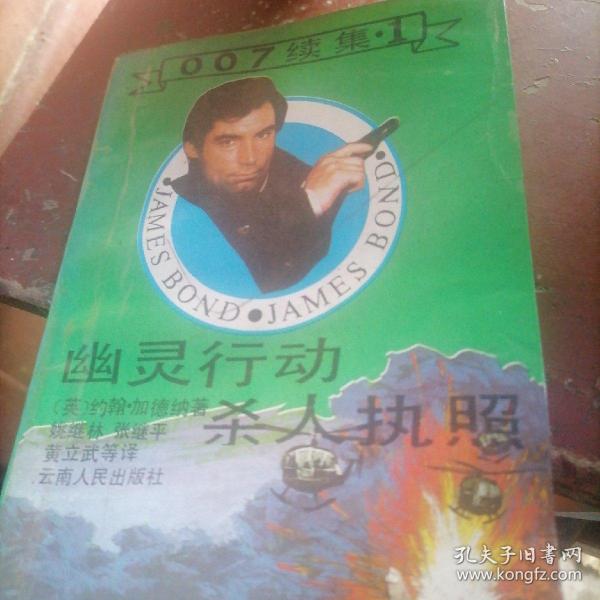 007续集·1
JAMES BOND·JAMES BOND·
幽灵行动
(英)约翰·加德纳著
杀人执照
姚继林 张继平
黄立武等译
云南人民出版社
孔夫子旧书网
www.kongfz.com